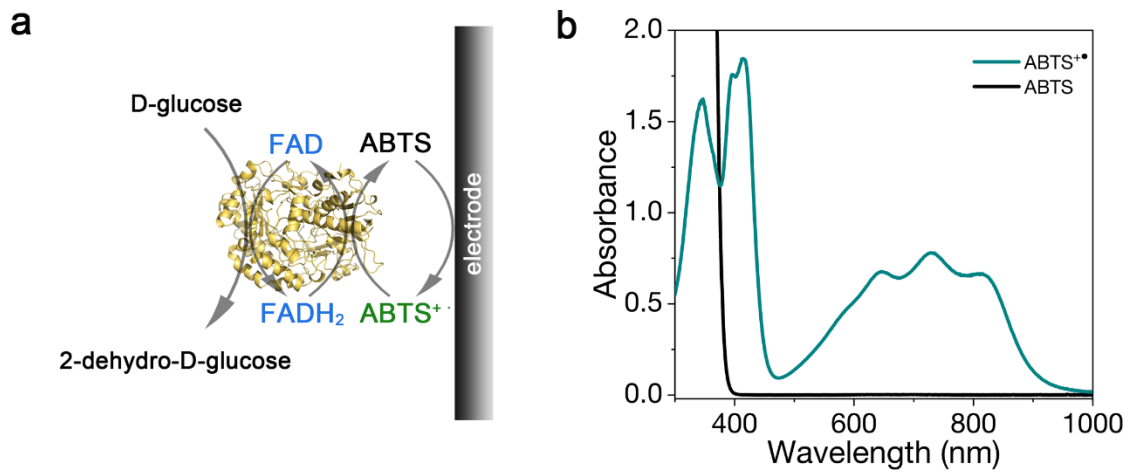 a
D-glucose
FAD
ABTS
FADH₂
ABTS⁺˙
2-dehydro-D-glucose
electrode
b
2.0
1.5
1.0
0.5
0.0
Absorbance
ABTS⁺•
ABTS
400
600
800
1000
Wavelength (nm)